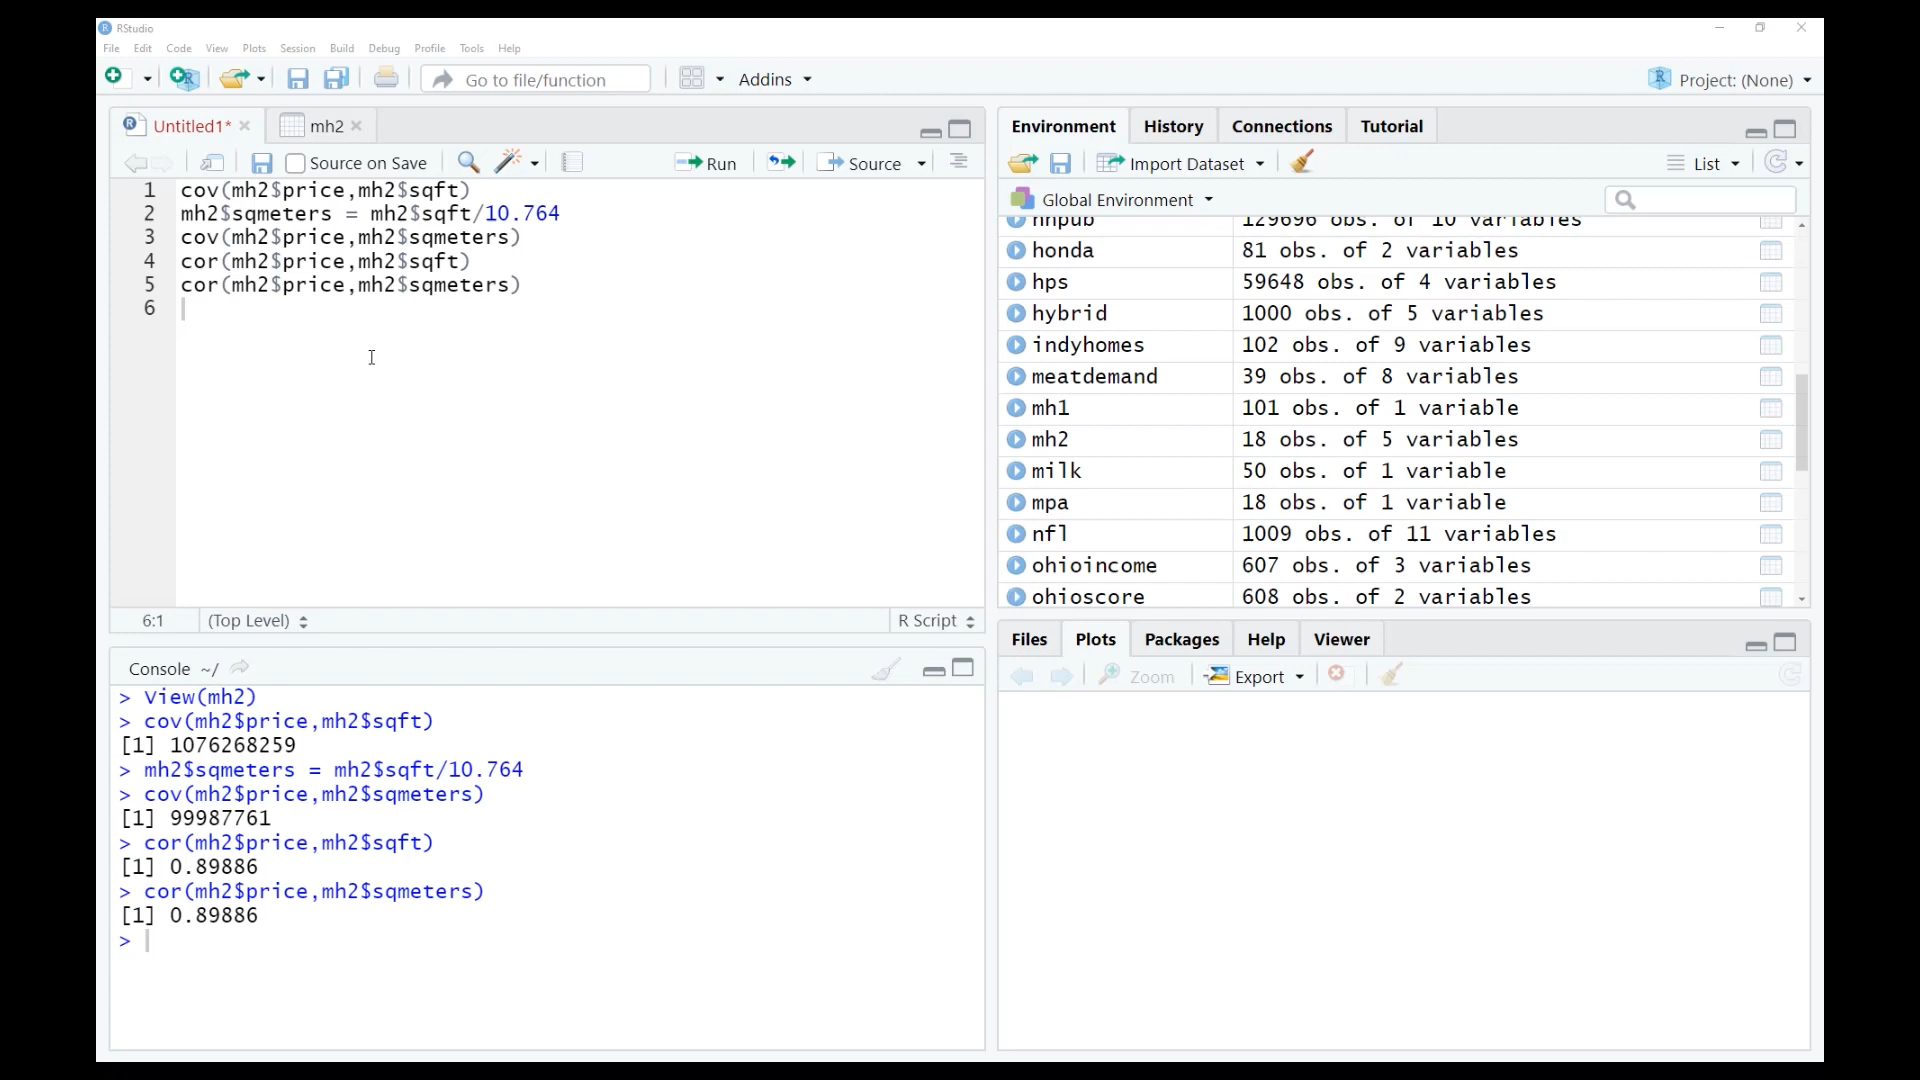 RStudio
File Edit Code View Plots Session Build Debug Profile Tools Help
Go to file/function Addins Project: (None)
Untitled1* mh2
Source on Save Run Source
1 cov(mh2$price,mh2$sqft)
2 mh2$sqmeters = mh2$sqft/10.764
3 cov(mh2$price,mh2$sqmeters)
4 cor(mh2$price,mh2$sqft)
5 cor(mh2$price,mh2$sqmeters)
6
6:1 (Top Level) R Script
Console ~/
> View(mh2)
> cov(mh2$price,mh2$sqft)
[1] 1076268259
> mh2$sqmeters = mh2$sqft/10.764
> cov(mh2$price,mh2$sqmeters)
[1] 99987761
> cor(mh2$price,mh2$sqft)
[1] 0.89886
> cor(mh2$price,mh2$sqmeters)
[1] 0.89886
>
Environment History Connections Tutorial
Import Dataset List
Global Environment
129696 obs. of 10 variables
honda 81 obs. of 2 variables
hps 59648 obs. of 4 variables
hybrid 1000 obs. of 5 variables
indyhomes 102 obs. of 9 variables
meatdemand 39 obs. of 8 variables
mh1 101 obs. of 1 variable
mh2 18 obs. of 5 variables
milk 50 obs. of 1 variable
mpa 18 obs. of 1 variable
nfl 1009 obs. of 11 variables
ohioincome 607 obs. of 3 variables
ohioscore 608 obs. of 2 variables
Files Plots Packages Help Viewer
Zoom Export